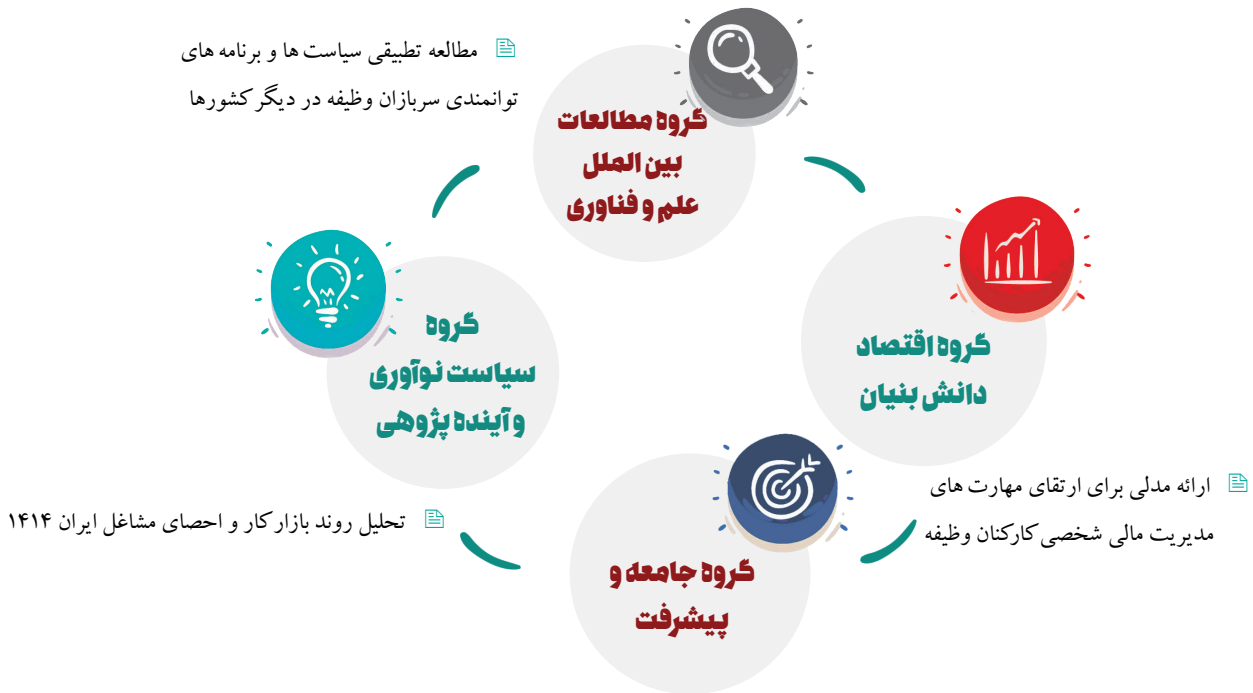 مطالعه تطبیقی سیاست ها و برنامه های
توانمندی سربازان وظیفه در دیگر کشورها
گروه مطالعات
بین الملل
علم و فناوری
گروه اقتصاد
دانش بنیان
ارائه مدلی برای ارتقای مهارت های
مدیریت مالی شخصی کارکنان وظیفه
گروه
سیاست نوآوری
و آینده پژوهی
تحلیل روند بازار کار و احصای مشاغل ایران ۱۴۱۴
گروه جامعه و
پیشرفت